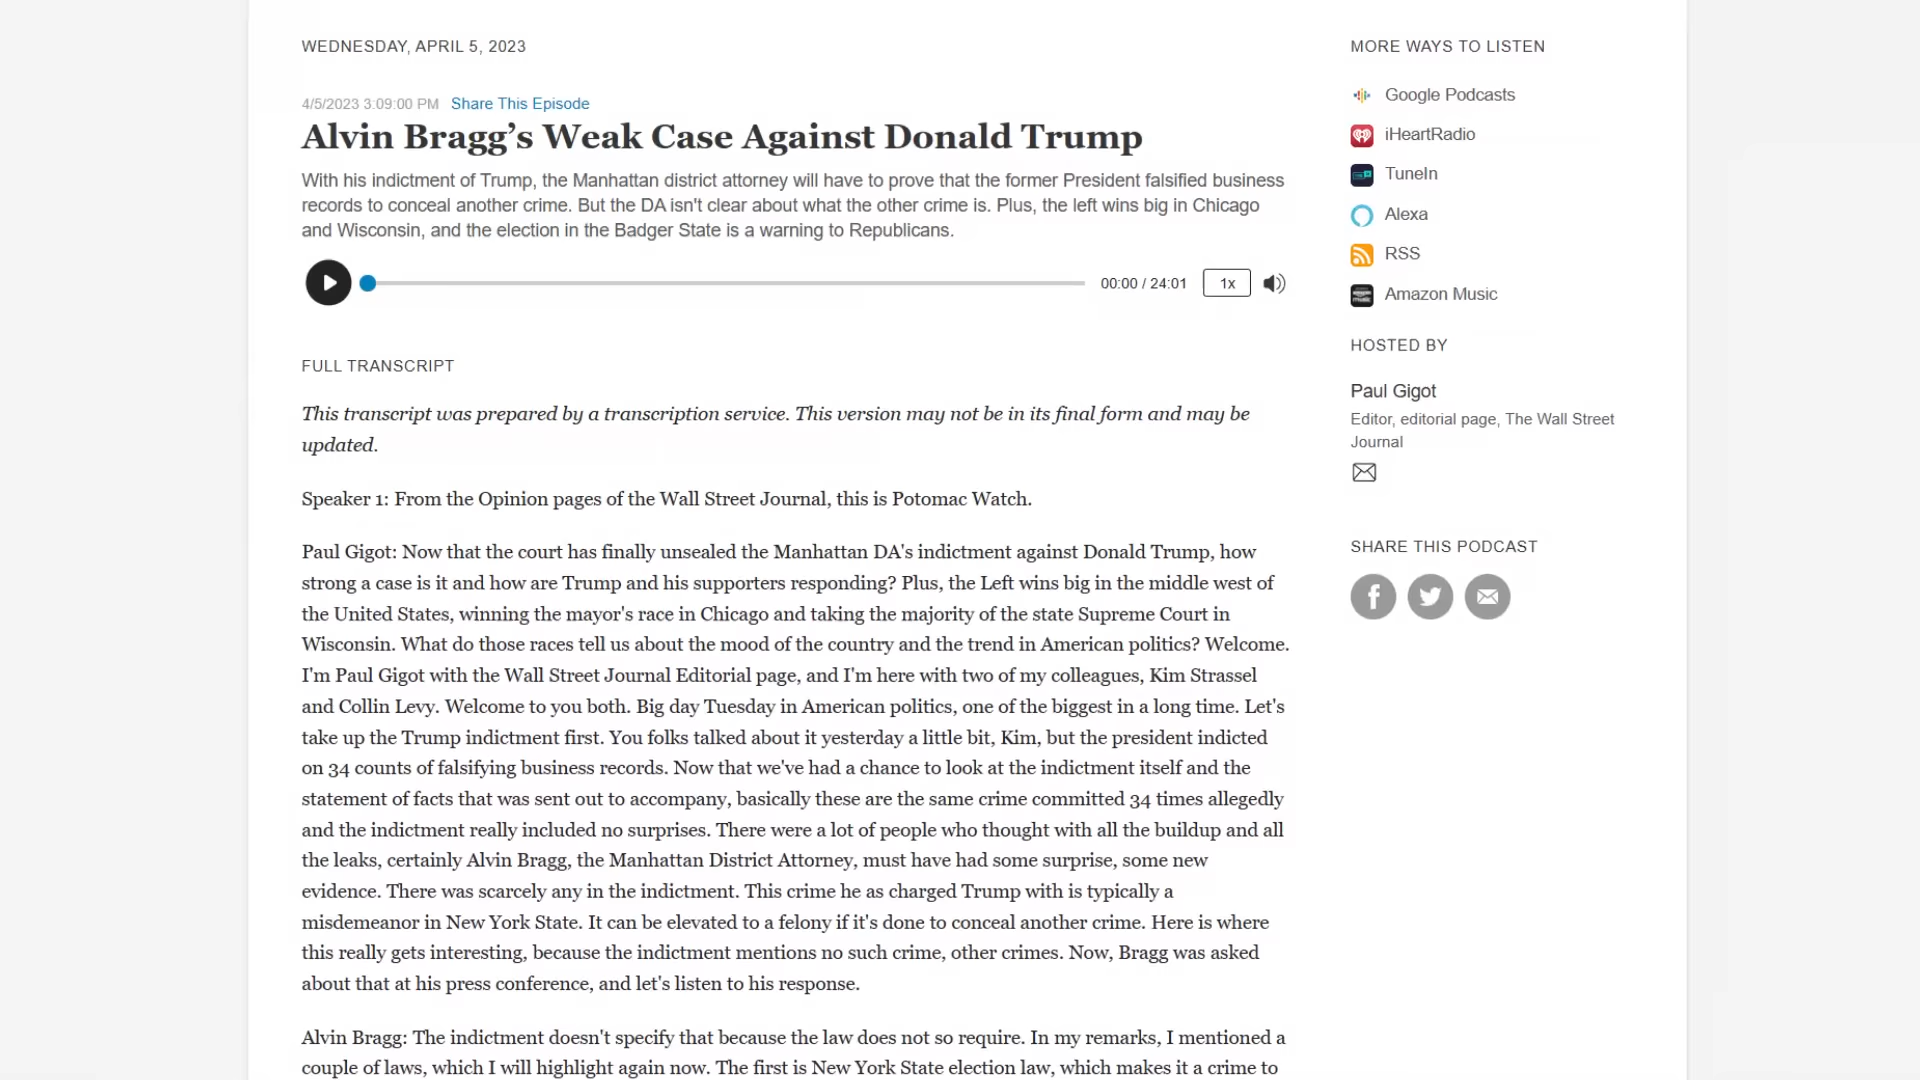 WEDNESDAY, APRIL 5, 2023
4/5/2023 3:09:00 PM Share This Episode
Alvin Bragg’s Weak Case Against Donald Trump
With his indictment of Trump, the Manhattan district attorney will have to prove that the former President falsified business
records to conceal another crime. But the DA isn't clear about what the other crime is. Plus, the left wins big in Chicago
and Wisconsin, and the election in the Badger State is a warning to Republicans.
00:00 / 24:01 1x
FULL TRANSCRIPT
This transcript was prepared by a transcription service. This version may not be in its final form and may be
updated.
Speaker 1: From the Opinion pages of the Wall Street Journal, this is Potomac Watch.
Paul Gigot: Now that the court has finally unsealed the Manhattan DA's indictment against Donald Trump, how
strong a case is it and how are Trump and his supporters responding? Plus, the Left wins big in the middle west of
the United States, winning the mayor's race in Chicago and taking the majority of the state Supreme Court in
Wisconsin. What do those races tell us about the mood of the country and the trend in American politics? Welcome.
I'm Paul Gigot with the Wall Street Journal Editorial page, and I'm here with two of my colleagues, Kim Strassel
and Collin Levy. Welcome to you both. Big day Tuesday in American politics, one of the biggest in a long time. Let's
take up the Trump indictment first. You folks talked about it yesterday a little bit, Kim, but the president indicted
on 34 counts of falsifying business records. Now that we've had a chance to look at the indictment itself and the
statement of facts that was sent out to accompany, basically these are the same crime committed 34 times allegedly
and the indictment really included no surprises. There were a lot of people who thought with all the buildup and all
the leaks, certainly Alvin Bragg, the Manhattan District Attorney, must have had some surprise, some new
evidence. There was scarcely any in the indictment. This crime he as charged Trump with is typically a
misdemeanor in New York State. It can be elevated to a felony if it's done to conceal another crime. Here is where
this really gets interesting, because the indictment mentions no such crime, other crimes. Now, Bragg was asked
about that at his press conference, and let's listen to his response.
Alvin Bragg: The indictment doesn't specify that because the law does not so require. In my remarks, I mentioned a
couple of laws, which I will highlight again now. The first is New York State election law, which makes it a crime to
MORE WAYS TO LISTEN
Google Podcasts
iHeartRadio
TuneIn
Alexa
RSS
Amazon Music
HOSTED BY
Paul Gigot
Editor, editorial page, The Wall Street
Journal
SHARE THIS PODCAST